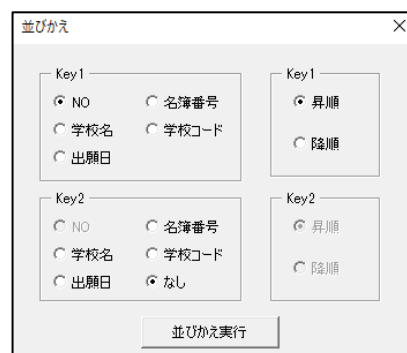 並びかえ
Key1
NO 名簿番号
学校名 学校コード
出願日
Key1
昇順
降順
Key2
NO 名簿番号
学校名 学校コード
出願日 なし
Key2
昇順
降順
並びかえ実行